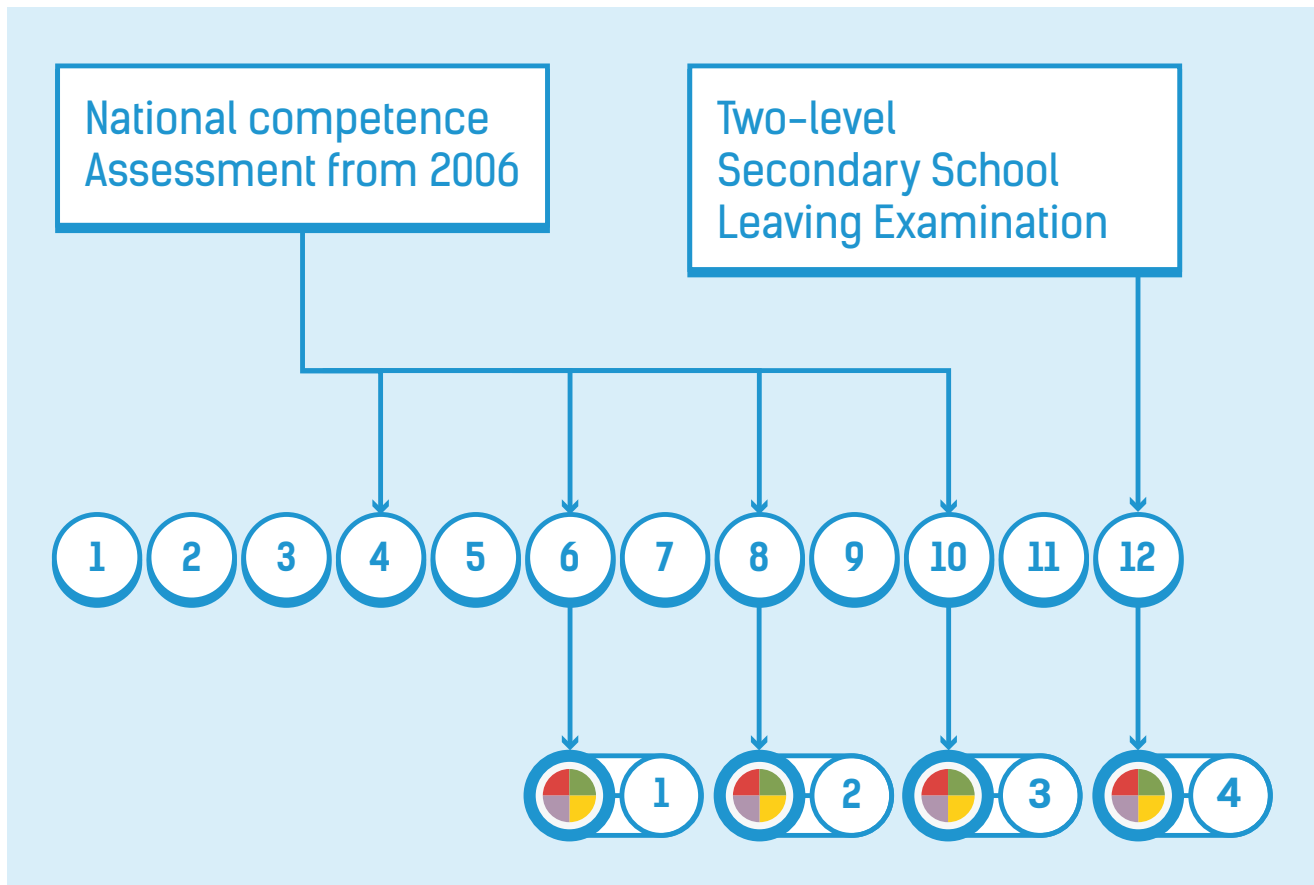 National competence
Assessment from 2006
Two-level
Secondary School
Leaving Examination
1 2 3 4 5 6 7 8 9 10 11 12
1 2 3 4